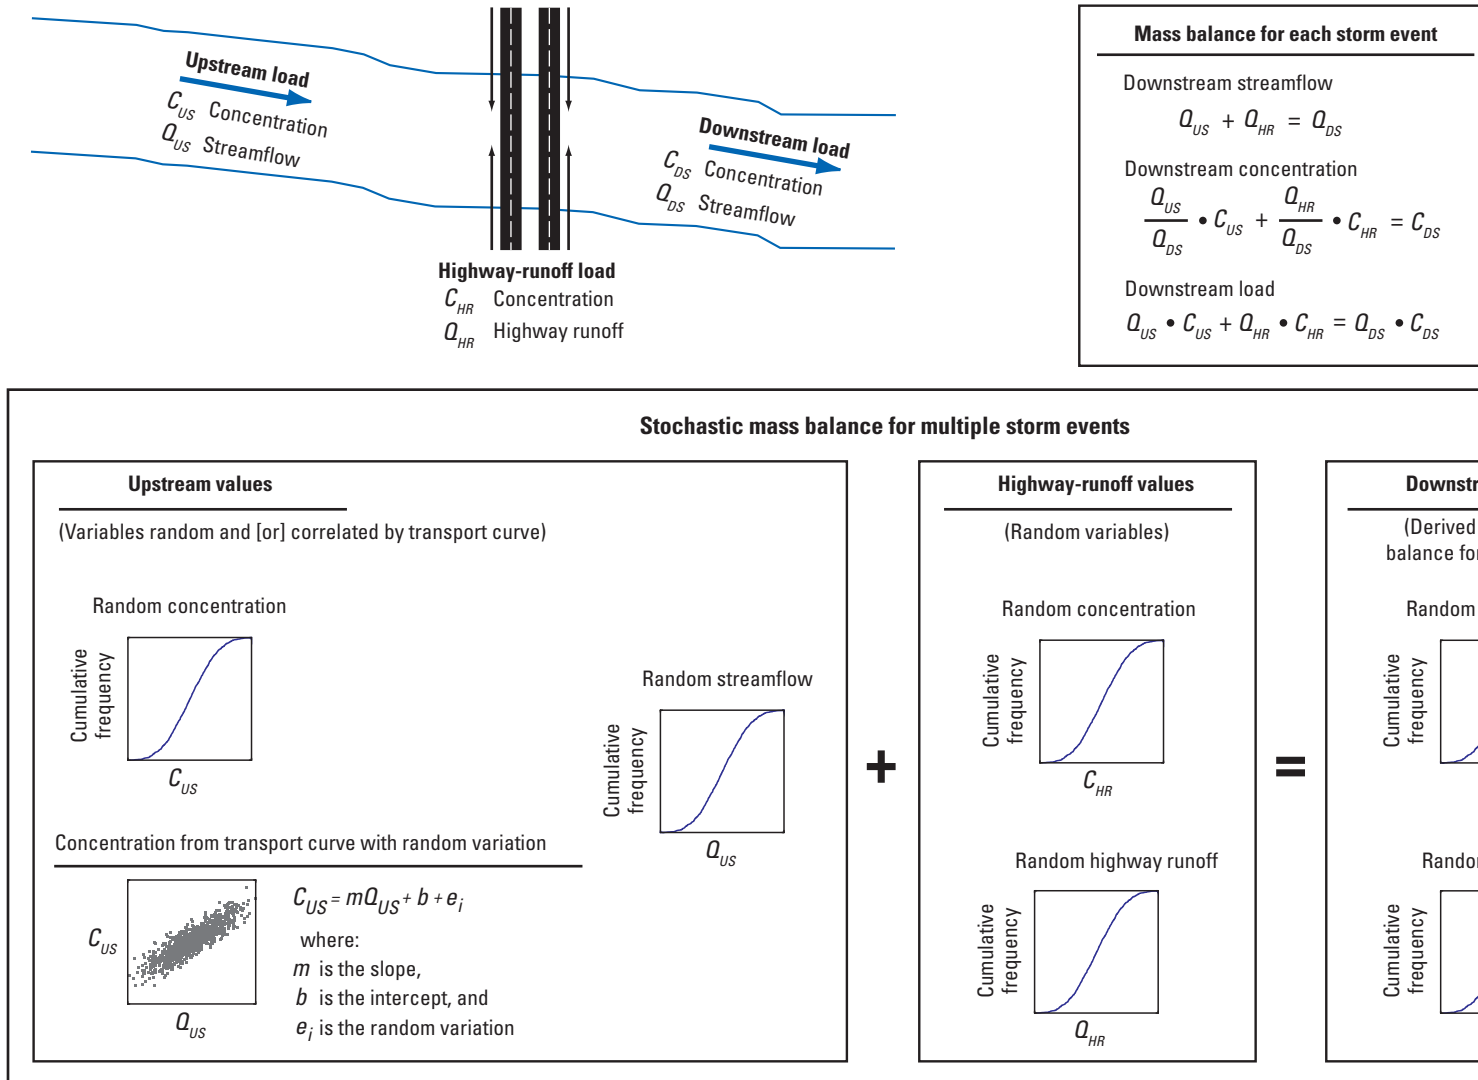 Upstream load
C_US Concentration
Q_US Streamflow
Downstream load
C_DS Concentration
Q_DS Streamflow
Highway-runoff load
C_HR Concentration
Q_HR Highway runoff
Mass balance for each storm event
Downstream streamflow
Q_US + Q_HR = Q_DS
Downstream concentration
Q_US/Q_DS • C_US + Q_HR/Q_DS • C_HR = C_DS
Downstream load
Q_US • C_US + Q_HR • C_HR = Q_DS • C_DS
Stochastic mass balance for multiple storm events
Upstream values
(Variables random and [or] correlated by transport curve)
Random concentration
Cumulative
frequency
C_US
Random streamflow
Cumulative
frequency
Q_US
Concentration from transport curve with random variation
C_US
Q_US
C_US = mQ_US + b + e_i
where:
m is the slope,
b is the intercept, and
e_i is the random variation
+
Highway-runoff values
(Random variables)
Random concentration
Cumulative
frequency
C_HR
Random highway runoff
Cumulative
frequency
Q_HR
=
Downstr
(Derived
balance for
Random
Cumulative
frequency
Random
Cumulative
frequency